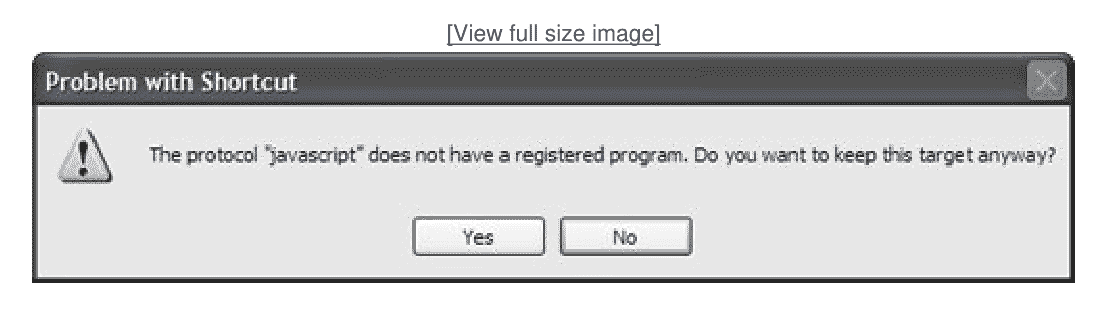 [View full size image]
Problem with Shortcut
The protocol "javascript" does not have a registered program. Do you want to keep this target anyway?
Yes
No